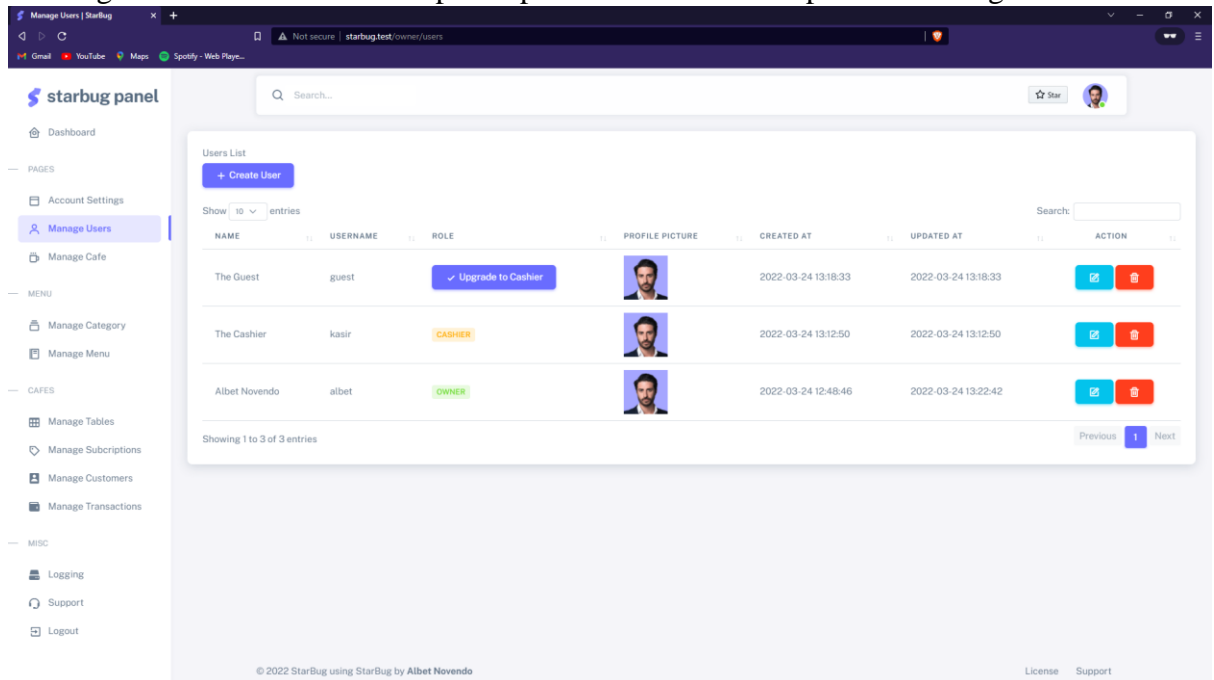 Manage Users | StarBug
Not secure | starbug.test/owner/users
Gmail YouTube Maps Spotify - Web Playe...
starbug panel
Search...
Star
Dashboard
PAGES
Account Settings
Manage Users
Manage Cafe
MENU
Manage Category
Manage Menu
CAFES
Manage Tables
Manage Subcriptions
Manage Customers
Manage Transactions
MISC
Logging
Support
Logout
Users List
+ Create User
Show 10 entries
Search:
NAME USERNAME ROLE PROFILE PICTURE CREATED AT UPDATED AT ACTION
The Guest guest Upgrade to Cashier 2022-03-24 13:18:33 2022-03-24 13:18:33
The Cashier kasir CASHIER 2022-03-24 13:12:50 2022-03-24 13:12:50
Albet Novendo albet OWNER 2022-03-24 12:48:46 2022-03-24 13:22:42
Showing 1 to 3 of 3 entries
Previous 1 Next
© 2022 StarBug using StarBug by Albet Novendo
License Support